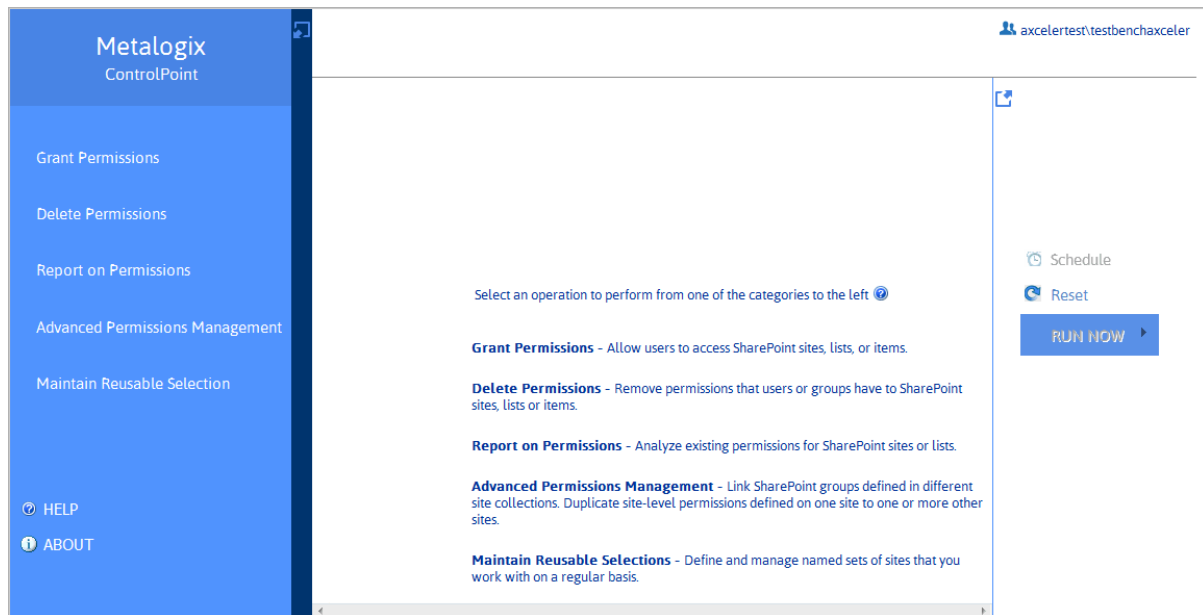 Metalogix
ControlPoint
axcelertest\testbenchaxceler
Grant Permissions
Delete Permissions
Report on Permissions
Advanced Permissions Management
Maintain Reusable Selection
HELP
ABOUT
Select an operation to perform from one of the categories to the left
Grant Permissions - Allow users to access SharePoint sites, lists, or items.
Delete Permissions - Remove permissions that users or groups have to SharePoint
sites, lists or items.
Report on Permissions - Analyze existing permissions for SharePoint sites or lists.
Advanced Permissions Management - Link SharePoint groups defined in different
site collections. Duplicate site-level permissions defined on one site to one or more other
sites.
Maintain Reusable Selections - Define and manage named sets of sites that you
work with on a regular basis.
Schedule
Reset
RUN NOW